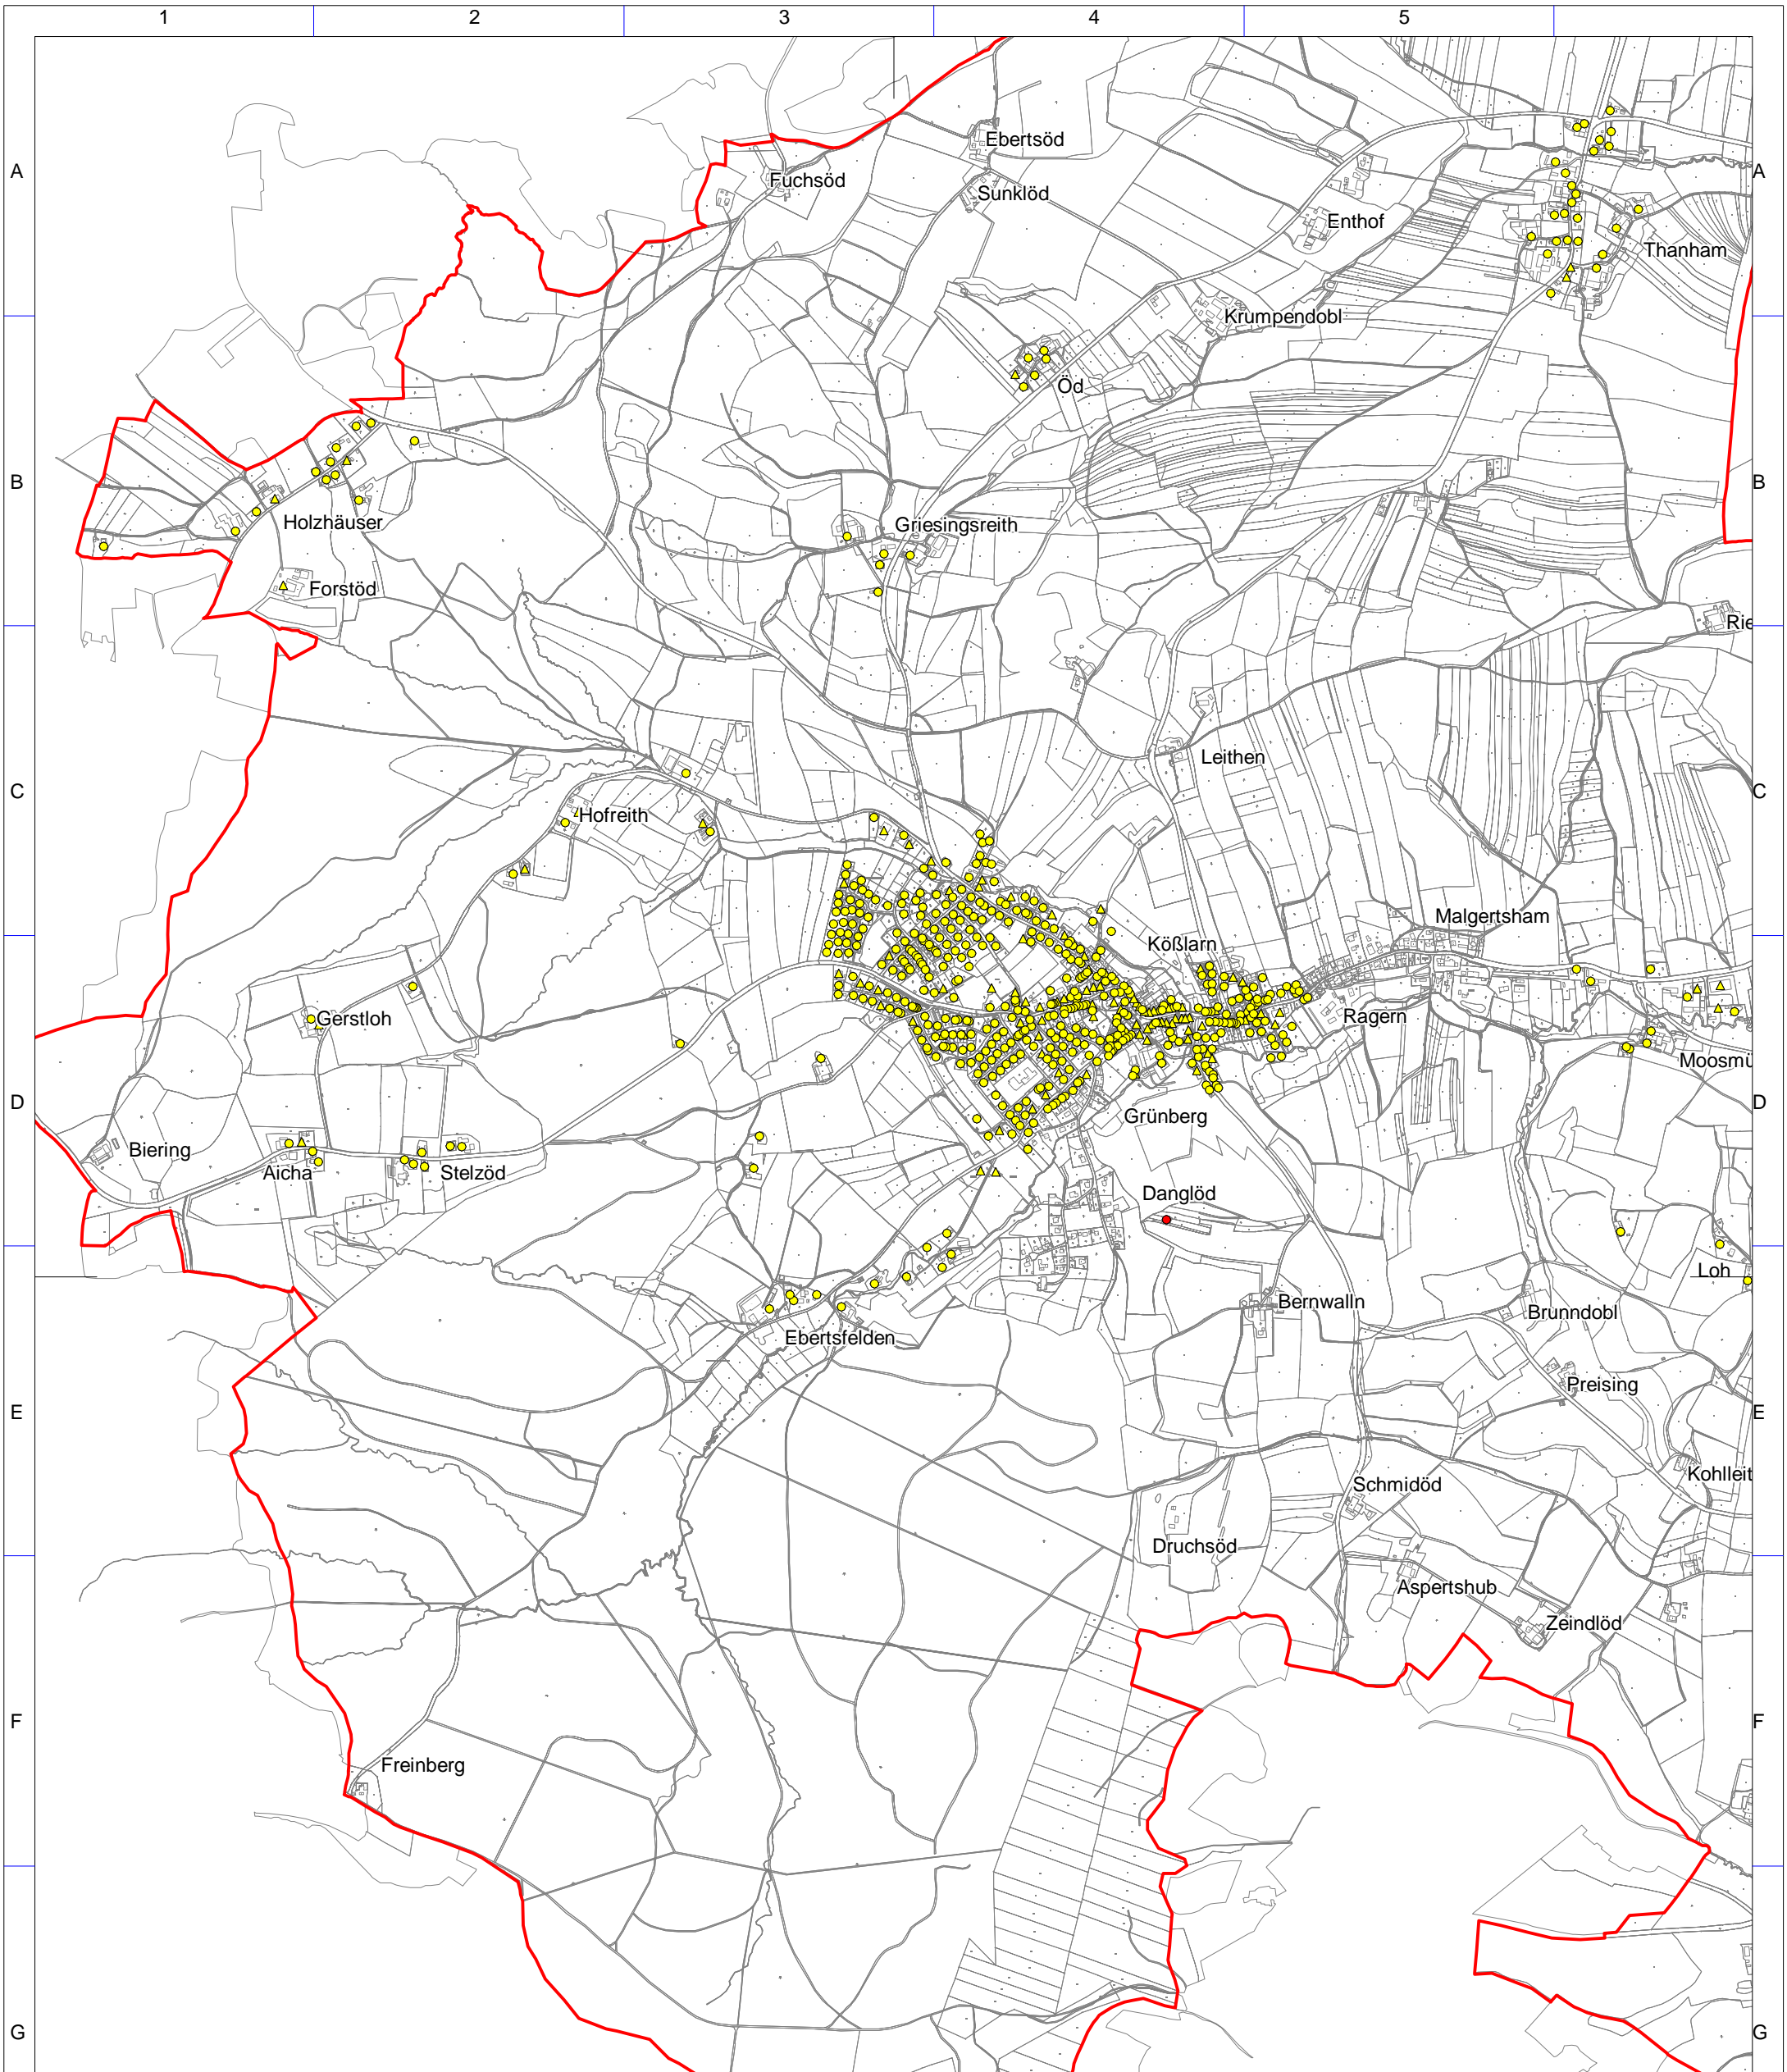 1 2 3 4 5
Ebertsöd
A A
Fuchsöd
Sunklöd
Enthof
Thanham
Krumpendobl
Öd
B B
Holzhäuser
Griesingsreith
Forstöd
Rie
Leithen
C C
Hofreith
Malgertsham
Kößlarn
Gerstloh
Ragern
Moosmü
D D
Grünberg
Biering
Aicha
Stelzöd
Danglöd
Loh
Bernwalln
Brunndobl
Ebertsfelden
Preising
E E
Kohlleit
Schmidöd
Druchsöd
Aspertshub
Zeindlöd
F F
Freinberg
G G